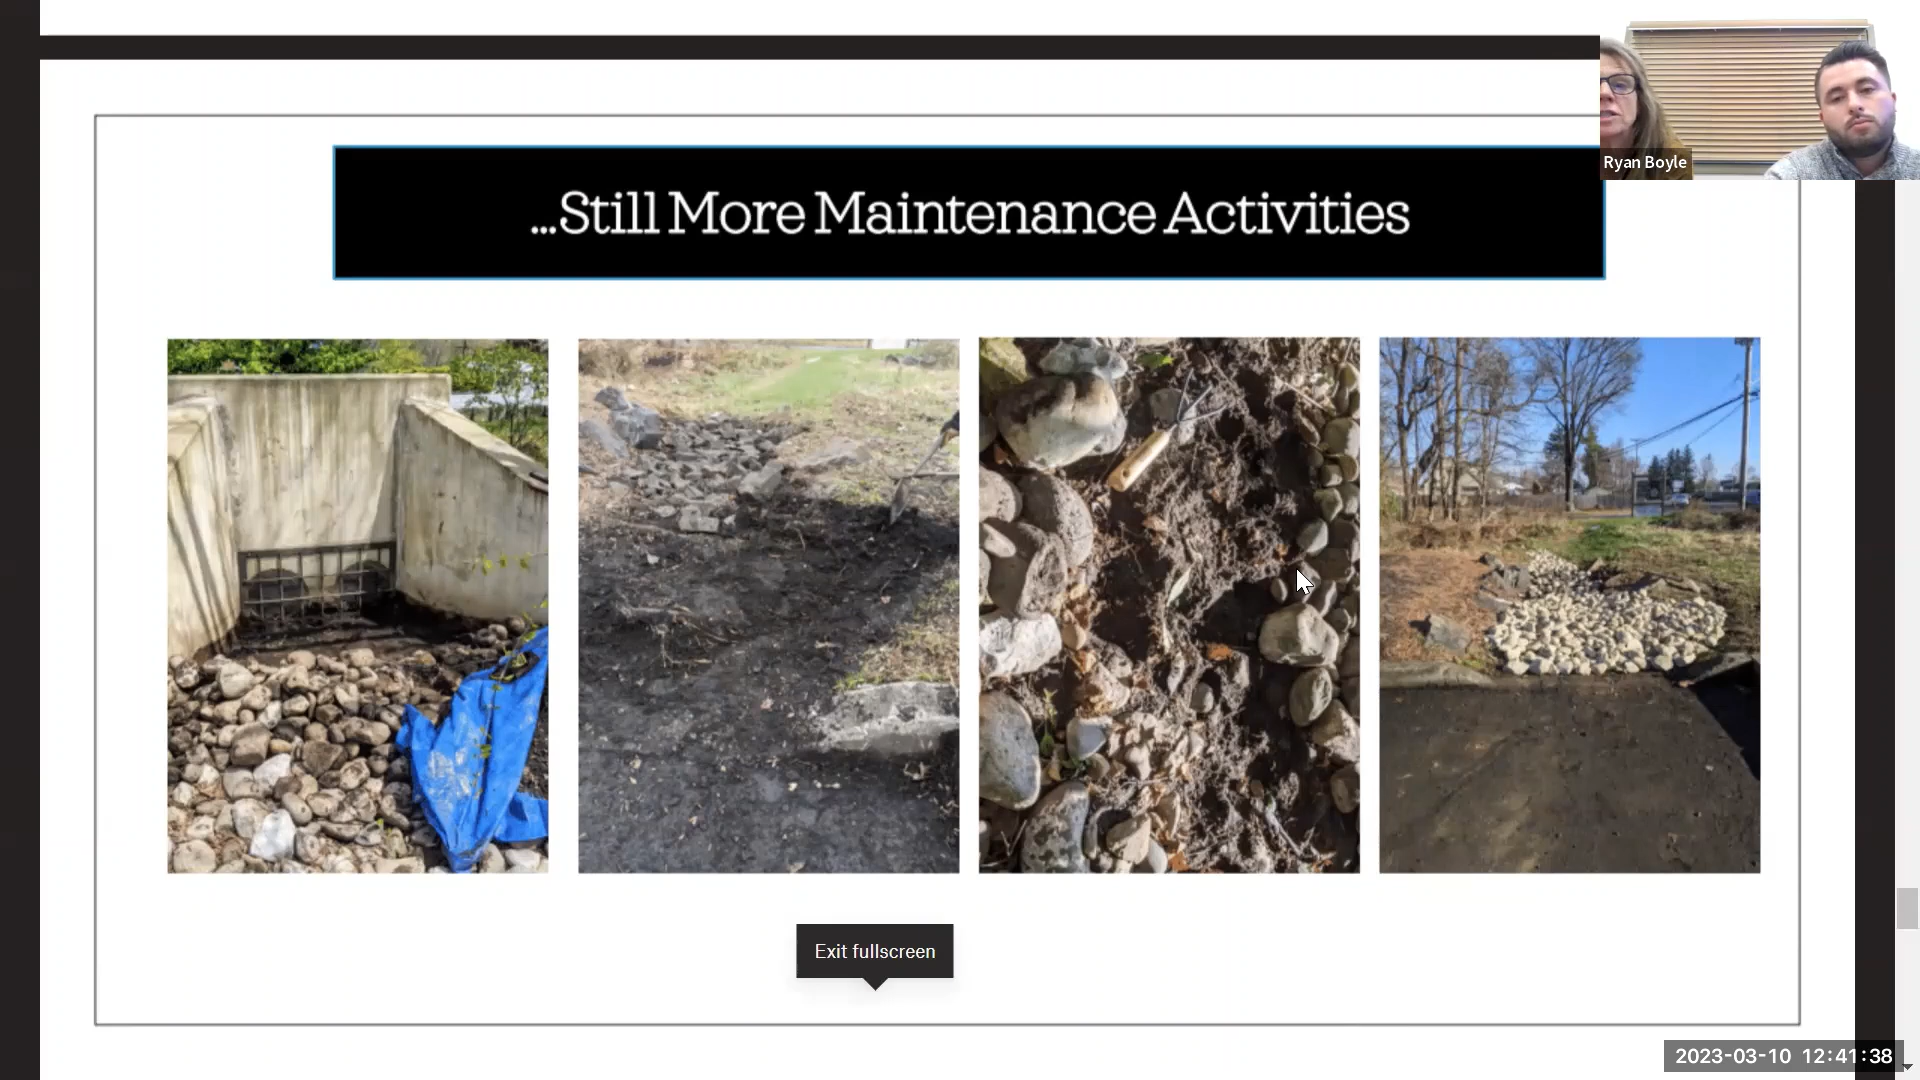 Ryan Boyle
...Still More Maintenance Activities
Exit fullscreen
2023-03-10 12:41:38